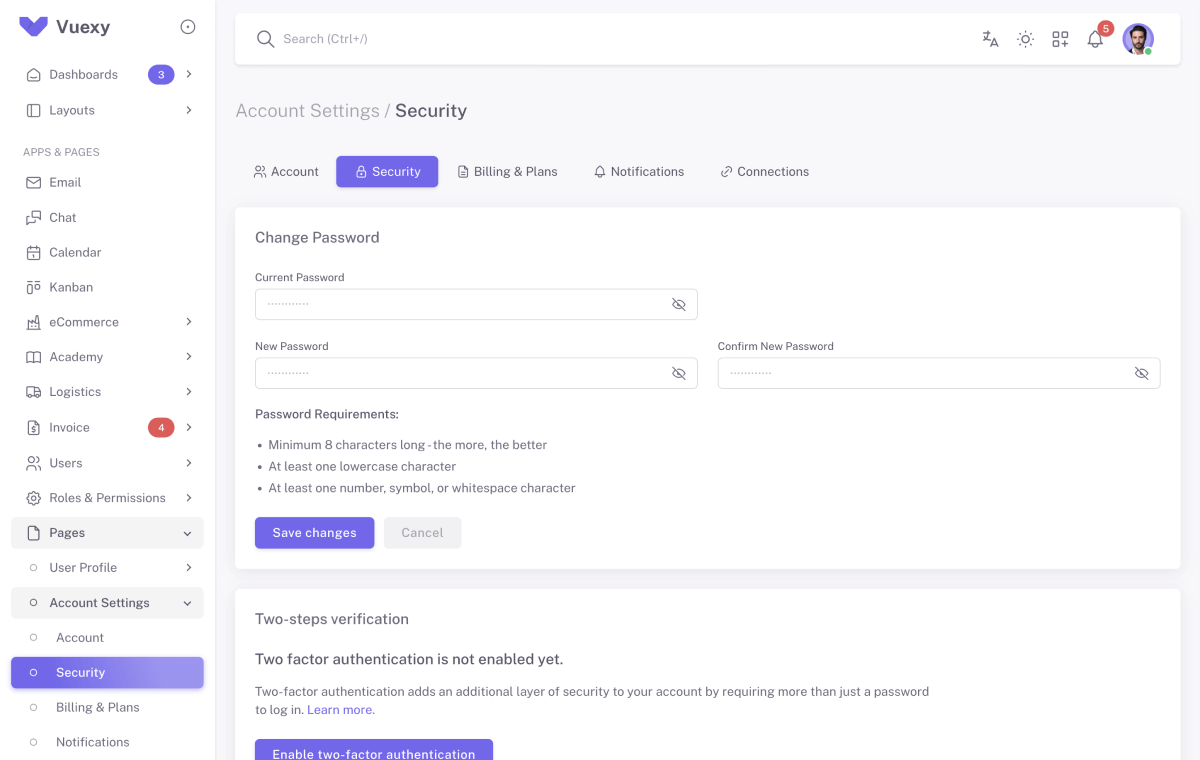 Vuexy
Dashboards 3
Layouts
APPS & PAGES
Email
Chat
Calendar
Kanban
eCommerce
Academy
Logistics
Invoice 4
Users
Roles & Permissions
Pages
User Profile
Account Settings
Account
Security
Billing & Plans
Notifications
Search (Ctrl+/)
5
Account Settings / Security
Account Security Billing & Plans Notifications Connections
Change Password
Current Password
············
New Password Confirm New Password
············ ············
Password Requirements:
• Minimum 8 characters long - the more, the better
• At least one lowercase character
• At least one number, symbol, or whitespace character
Save changes Cancel
Two-steps verification
Two factor authentication is not enabled yet.
Two-factor authentication adds an additional layer of security to your account by requiring more than just a password
to log in. Learn more.
Enable two-factor authentication